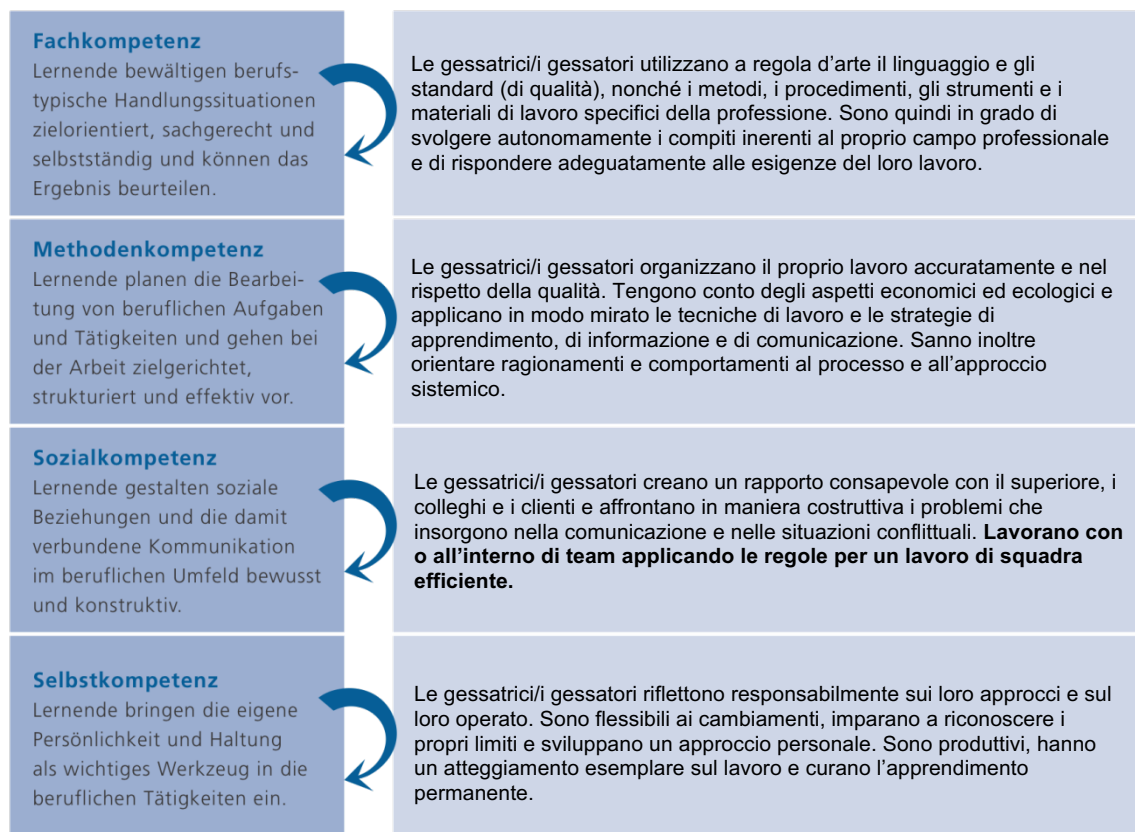 Fachkompetenz
Lernende bewältigen berufs-
typische Handlungssituationen
zielorientiert, sachgerecht und
selbstständig und können das
Ergebnis beurteilen.
Le gessatrici/i gessatori utilizzano a regola d’arte il linguaggio e gli
standard (di qualità), nonché i metodi, i procedimenti, gli strumenti e i
materiali di lavoro specifici della professione. Sono quindi in grado di
svolgere autonomamente i compiti inerenti al proprio campo professionale
e di rispondere adeguatamente alle esigenze del loro lavoro.
Methodenkompetenz
Lernende planen die Bearbei-
tung von beruflichen Aufgaben
und Tätigkeiten und gehen bei
der Arbeit zielgerichtet,
strukturiert und effektiv vor.
Le gessatrici/i gessatori organizzano il proprio lavoro accuratamente e nel
rispetto della qualità. Tengono conto degli aspetti economici ed ecologici e
applicano in modo mirato le tecniche di lavoro e le strategie di
apprendimento, di informazione e di comunicazione. Sanno inoltre
orientare ragionamenti e comportamenti al processo e all’approccio
sistemico.
Sozialkompetenz
Lernende gestalten soziale
Beziehungen und die damit
verbundene Kommunikation
im beruflichen Umfeld bewusst
und konstruktiv.
Le gessatrici/i gessatori creano un rapporto consapevole con il superiore, i
colleghi e i clienti e affrontano in maniera costruttiva i problemi che
insorgono nella comunicazione e nelle situazioni conflittuali. Lavorano con
o all’interno di team applicando le regole per un lavoro di squadra
efficiente.
Selbstkompetenz
Lernende bringen die eigene
Persönlichkeit und Haltung
als wichtiges Werkzeug in die
beruflichen Tätigkeiten ein.
Le gessatrici/i gessatori riflettono responsabilmente sui loro approcci e sul
loro operato. Sono flessibili ai cambiamenti, imparano a riconoscere i
propri limiti e sviluppano un approccio personale. Sono produttivi, hanno
un atteggiamento esemplare sul lavoro e curano l’apprendimento
permanente.